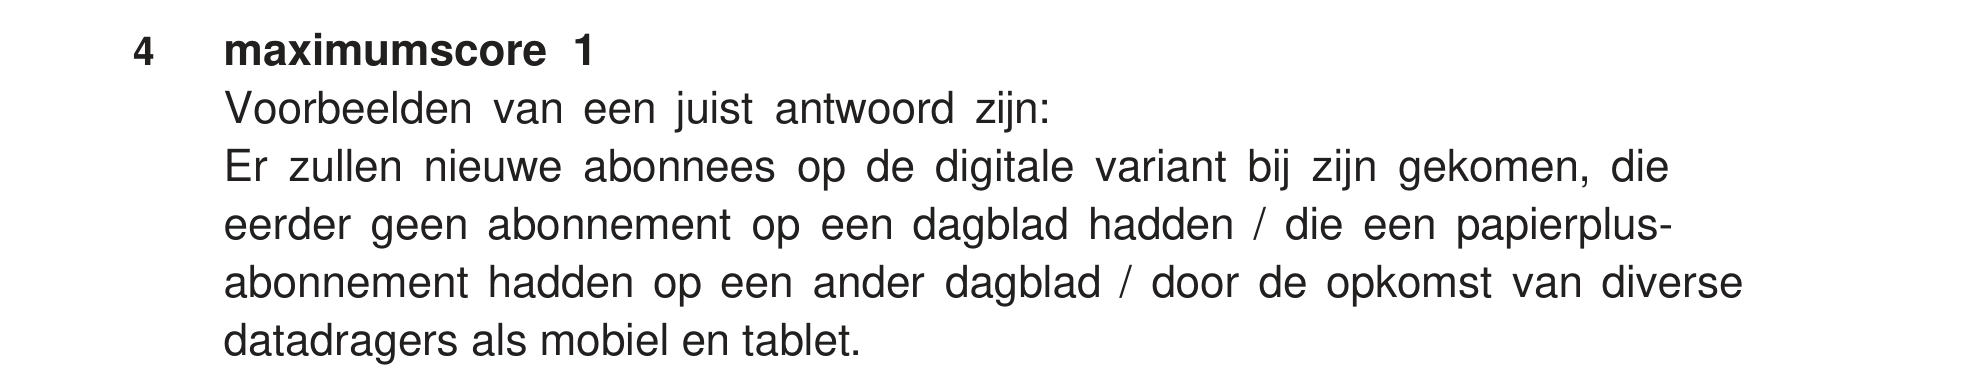 4 maximumscore 1
Voorbeelden van een juist antwoord zijn:
Er zullen nieuwe abonnees op de digitale variant bij zijn gekomen, die
eerder geen abonnement op een dagblad hadden / die een papierplus-
abonnement hadden op een ander dagblad / door de opkomst van diverse
datadragers als mobiel en tablet.